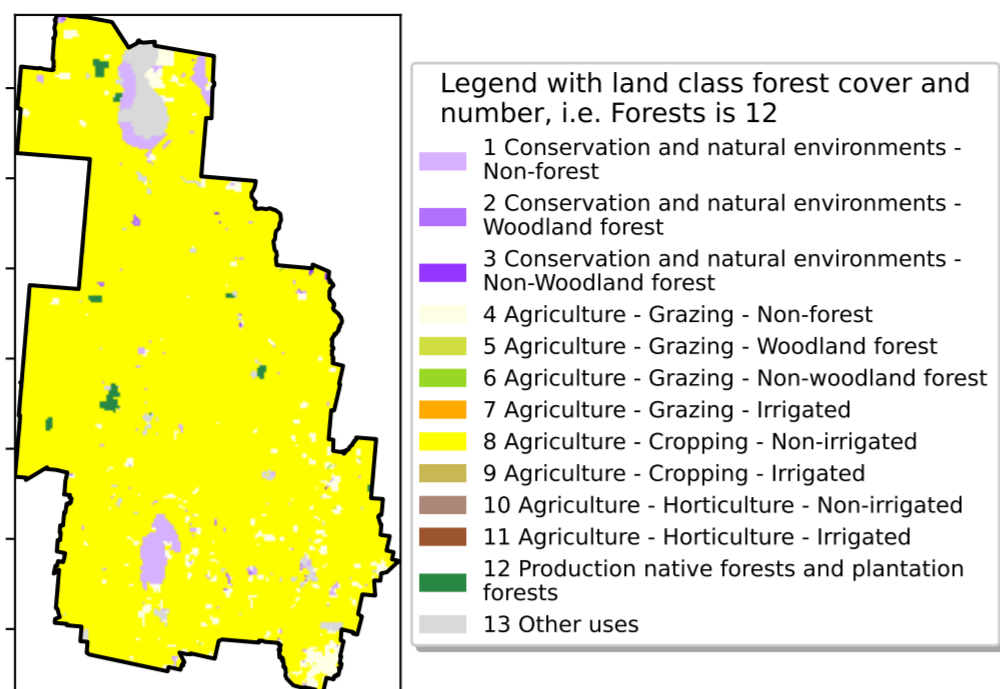 Legend with land class forest cover and
number, i.e. Forests is 12
1 Conservation and natural environments -
Non-forest
2 Conservation and natural environments -
Woodland forest
3 Conservation and natural environments -
Non-Woodland forest
4 Agriculture - Grazing - Non-forest
5 Agriculture - Grazing - Woodland forest
6 Agriculture - Grazing - Non-woodland forest
7 Agriculture - Grazing - Irrigated
8 Agriculture - Cropping - Non-irrigated
9 Agriculture - Cropping - Irrigated
10 Agriculture - Horticulture - Non-irrigated
11 Agriculture - Horticulture - Irrigated
12 Production native forests and plantation
forests
13 Other uses